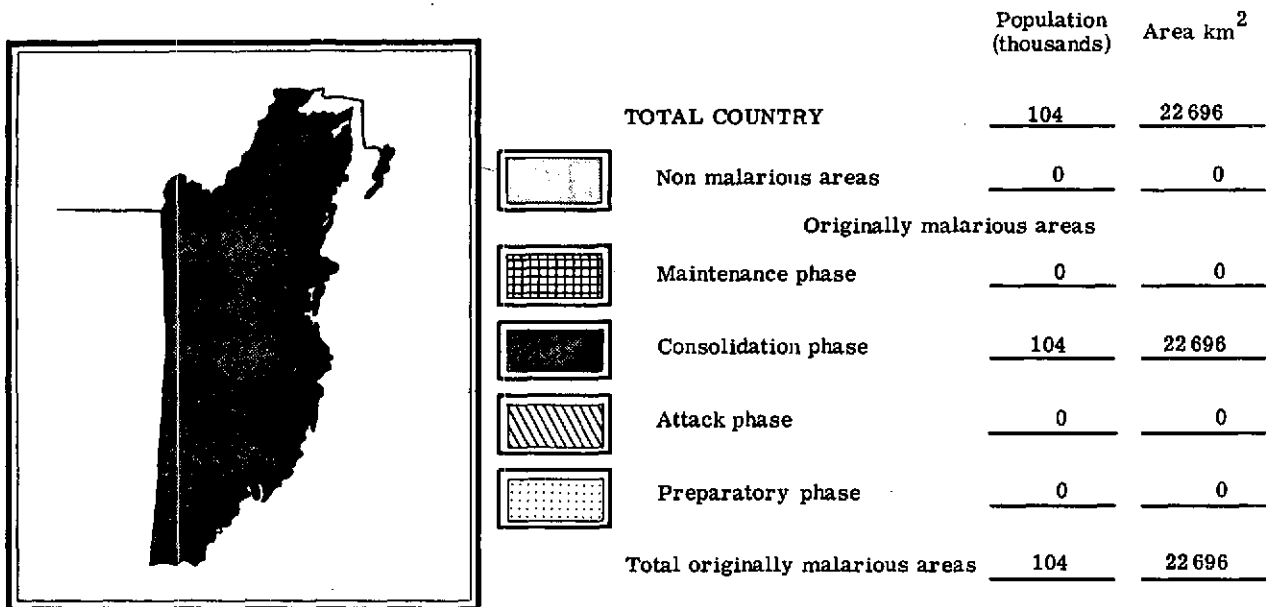 Population (thousands) Area km²
TOTAL COUNTRY 104 22 696
Non malarious areas 0 0
Originally malarious areas
Maintenance phase 0 0
Consolidation phase 104 22 696
Attack phase 0 0
Preparatory phase 0 0
Total originally malarious areas 104 22 696